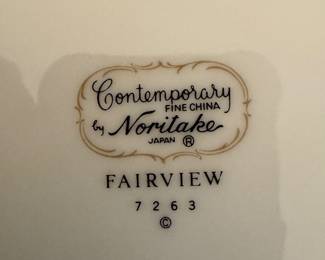 Contemporary
FINE CHINA
by Noritake
JAPAN ®
FAIRVIEW
7263
©